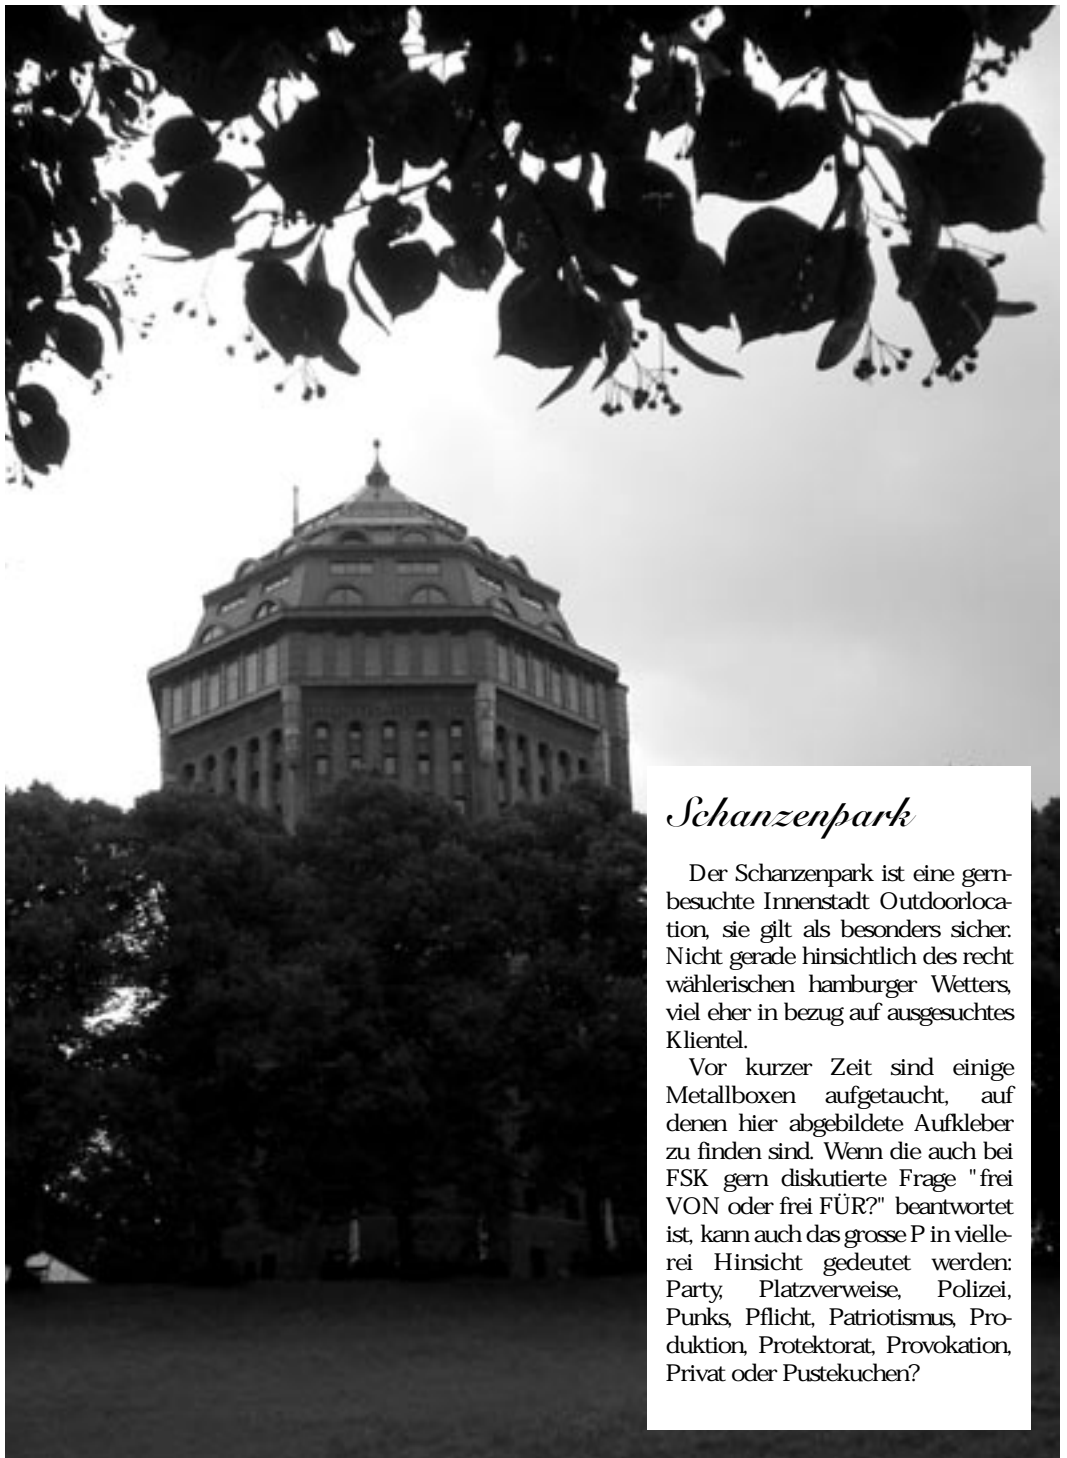 Schanzenpark
Der Schanzenpark ist eine gern-
besuchte Innenstadt Outdoorloca-
tion, sie gilt als besonders sicher.
Nicht gerade hinsichtlich des recht
wählerischen hamburger Wetters,
viel eher in bezug auf ausgesuchtes
Klientel.
Vor kurzer Zeit sind einige
Metallboxen aufgetaucht, auf
denen hier abgebildete Aufkleber
zu finden sind. Wenn die auch bei
FSK gern diskutierte Frage "frei
VON oder frei FÜR?" beantwortet
ist, kann auch das grosse P in vielle-
rei Hinsicht gedeutet werden:
Party, Platzverweise, Polizei,
Punks, Pflicht, Patriotismus, Pro-
duktion, Protektorat, Provokation,
Privat oder Pustekuchen?